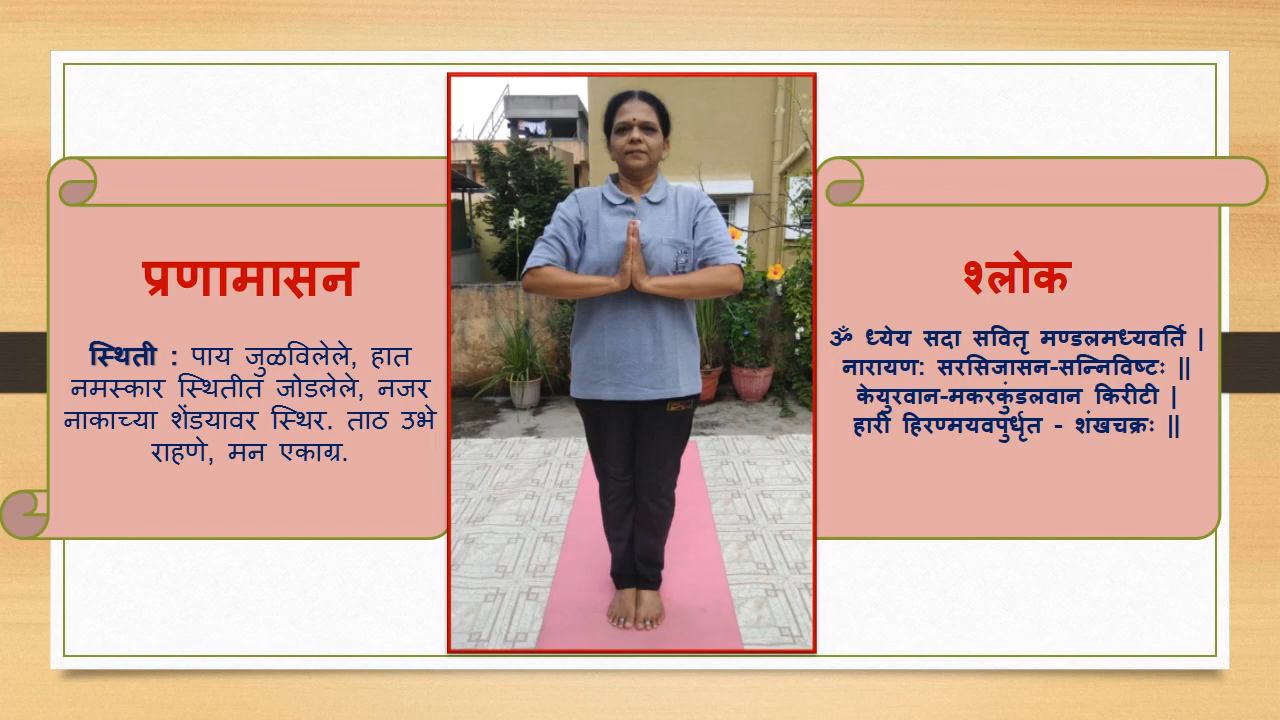 प्रणामासन
स्थिती : पाय जुळविलेले, हात
नमस्कार स्थितीत जोडलेले, नजर
नाकाच्या शेंडयावर स्थिर. ताठ उभे
राहणे, मन एकाग्र.
श्लोक
ॐ ध्येय सदा सवितृ मण्डलमध्यवर्ति |
नारायण: सरसिजासन-सन्निविष्टः ||
केयुरवान-मकरकुंडलवान किरीटी |
हारी हिरण्मयवपुर्धृत - शंखचक्रः ||